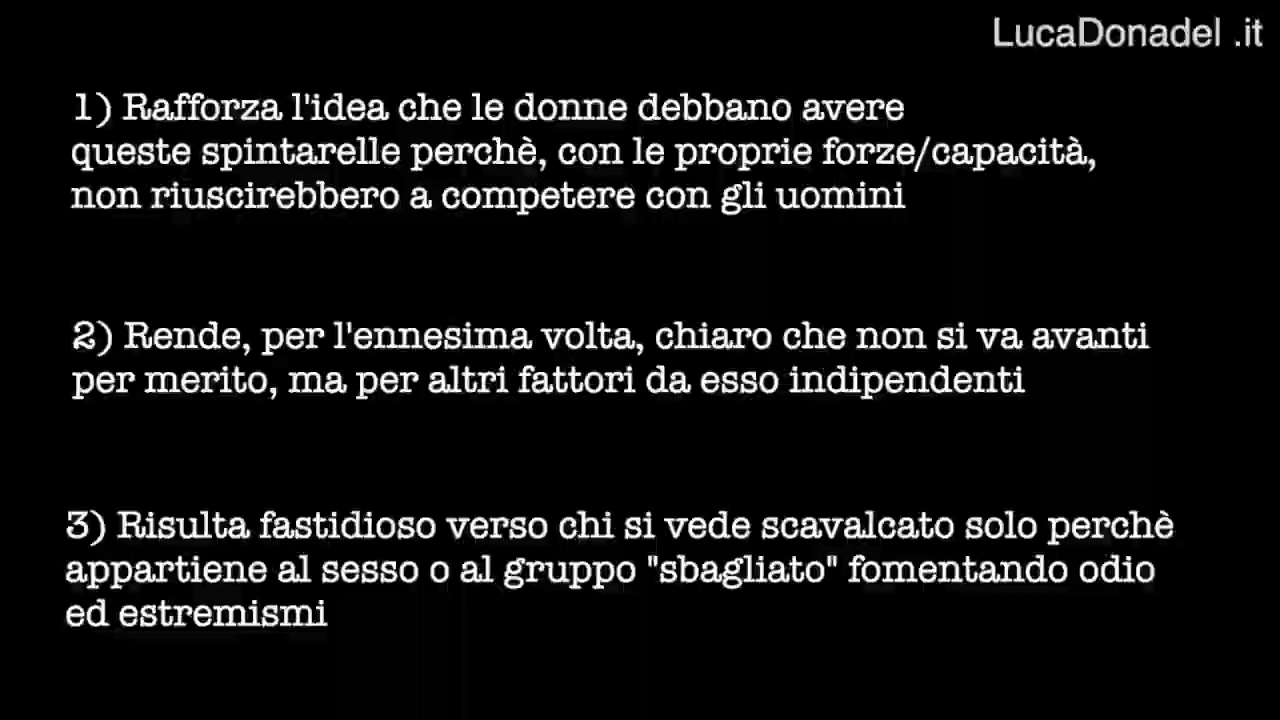 LucaDonadel .it
1) Rafforza l'idea che le donne debbano avere
queste spintarelle perchè, con le proprie forze/capacità,
non riuscirebbero a competere con gli uomini
2) Rende, per l'ennesima volta, chiaro che non si va avanti
per merito, ma per altri fattori da esso indipendenti
3) Risulta fastidioso verso chi si vede scavalcato solo perchè
appartiene al sesso o al gruppo "sbagliato" fomentando odio
ed estremismi